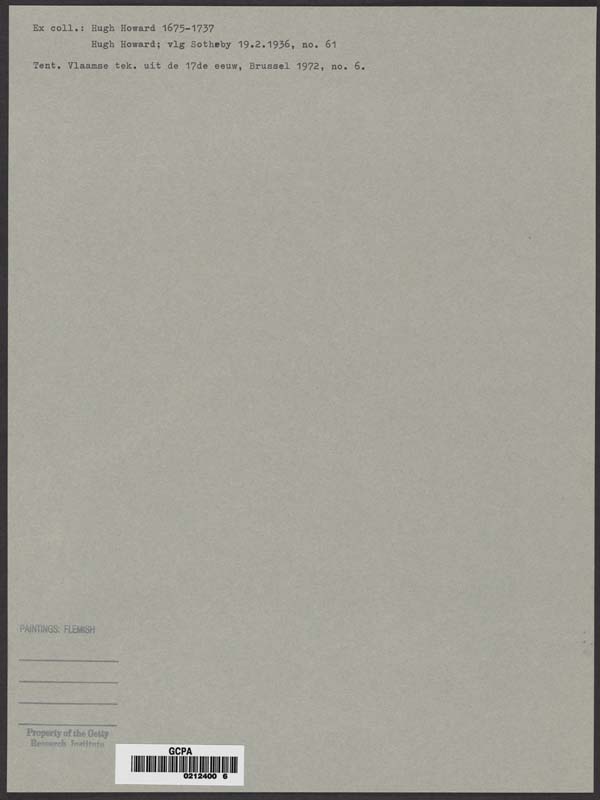 Ex coll.: Hugh Howard 1675-1737
Hugh Howard; vlg Sotheby 19.2.1936, no. 61
Tent. Vlaamse tek. uit de 17de eeuw, Brussel 1972, no. 6.
PAINTINGS: FLEMISH
Property of the Getty
Research Institute
GCPA
0212400 6